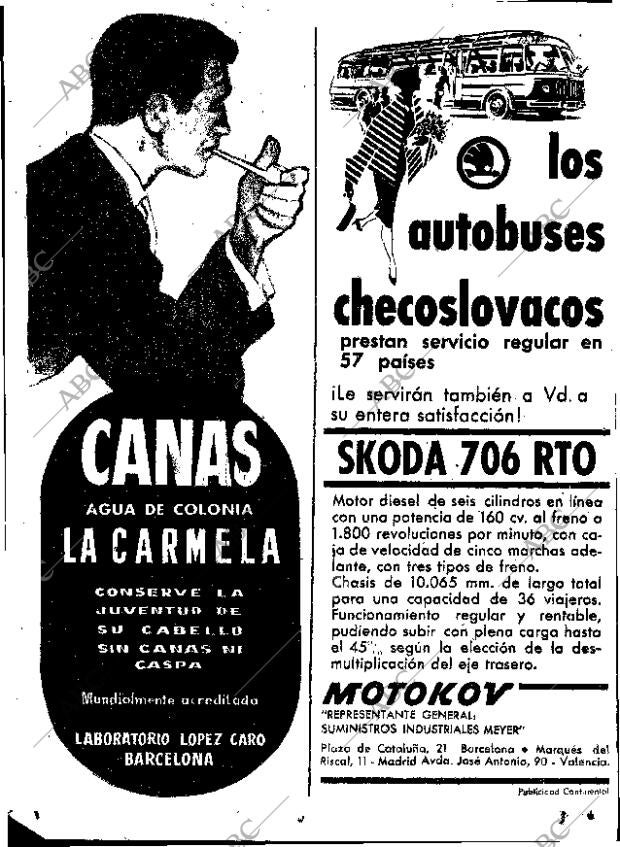 CANAS
AGUA DE COLONIA
LA CARMELA
CONSERVE LA
JUVENTUD DE
SU CABELLO
SIN CANAS NI
CASPA
Mundialmente acreditada
LABORATORIO LOPEZ CARO
BARCELONA
los
autobuses
checoslovacos
prestan servicio regular en
57 países
¡Le servirán también a Vd. a
su entera satisfacción!
SKODA 706 RTO
Motor diesel de seis cilindros en línea
con una potencia de 160 cv. al freno a
1.800 revoluciones por minuto, con ca
ja de velocidad de cinco marchas ade-
lante, con tres tipos de freno.
Chasis de 10.065 mm. de largo total
para una capacidad de 36 viajeros.
Funcionamiento regular y rentable,
pudiendo subir con plena carga hasta
el 45 según la elección de la des-
multiplicación del eje trasero.
MOTOKOV
"REPRESENTANTE GENERAL:
SUMINISTROS INDUSTRIALES MEYER"
Plaza de Cataluña, 21 Barcelona • Marqués del
Riscal, 11 - Madrid Avda. José Antonio, 90 - Valencia.
Publicidad Continental